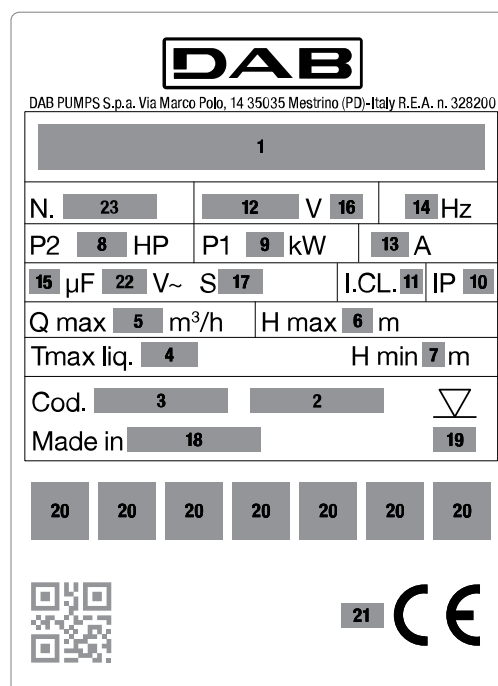 DAB
DAB PUMPS S.p.a. Via Marco Polo, 14 35035 Mestrino (PD)-Italy R.E.A. n. 328200
1
N. 23 12 V 16 14 Hz
P2 8 HP P1 9 kW 13 A
15 µF 22 V~ S 17 I.CL. 11 IP 10
Q max 5 m³/h H max 6 m
Tmax liq. 4 H min 7 m
Cod. 3 2
Made in 18 19
20 20 20 20 20 20 20
21 CE